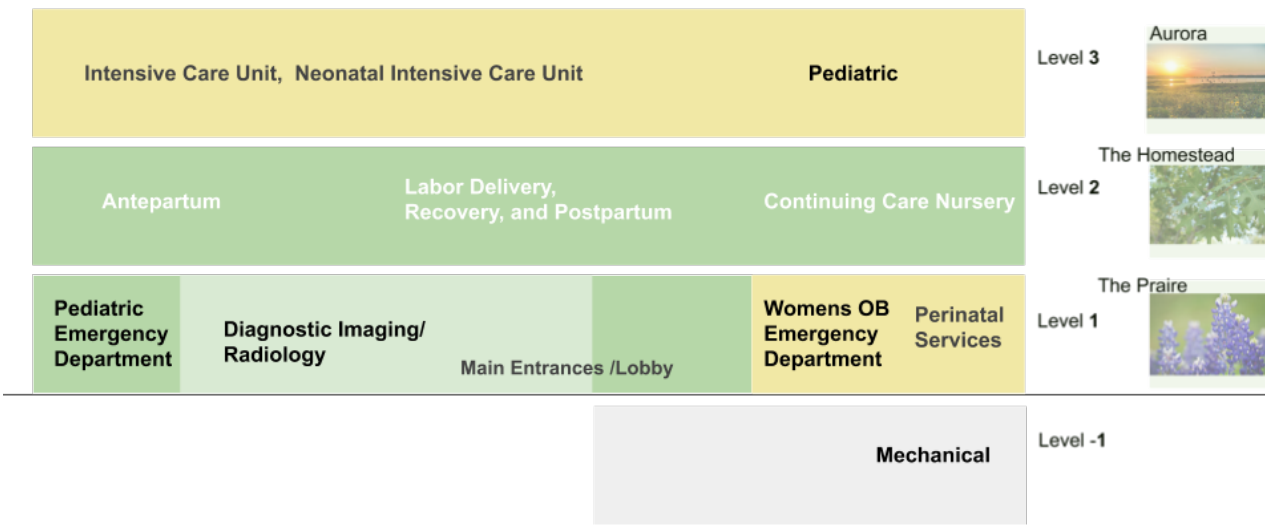 Aurora
Intensive Care Unit,  Neonatal Intensive Care Unit
Pediatric
Level 3
The Homestead
Antepartum
Labor Delivery,
Recovery, and Postpartum
Continuing Care Nursery
Level 2
The Praire
Pediatric
Emergency
Department
Diagnostic Imaging/
Radiology
Main Entrances /Lobby
Womens OB
Emergency
Department
Perinatal
Services
Level 1
Mechanical
Level -1